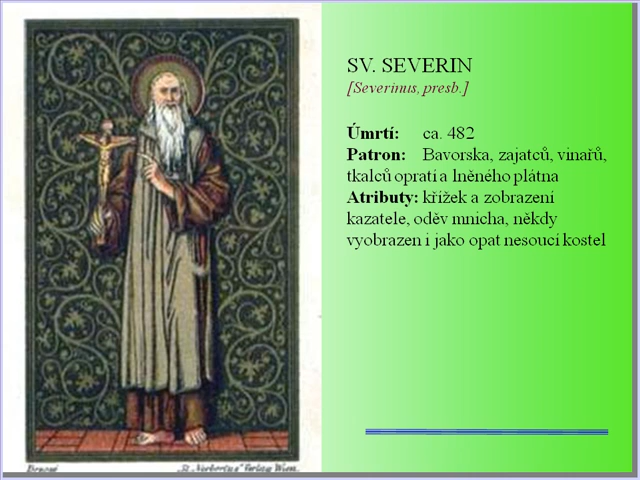 SV. SEVERIN
[Severinus, presb.]
Úmrtí: ca. 482
Patron: Bavorska, zajatců, vinařů,
tkalců opratí a lněného plátna
Atributy: křížek a zobrazení
kazatele, oděv mnicha, někdy
vyobrazen i jako opat nesoucí kostel
„St. Norbertus" Verlag Wien.